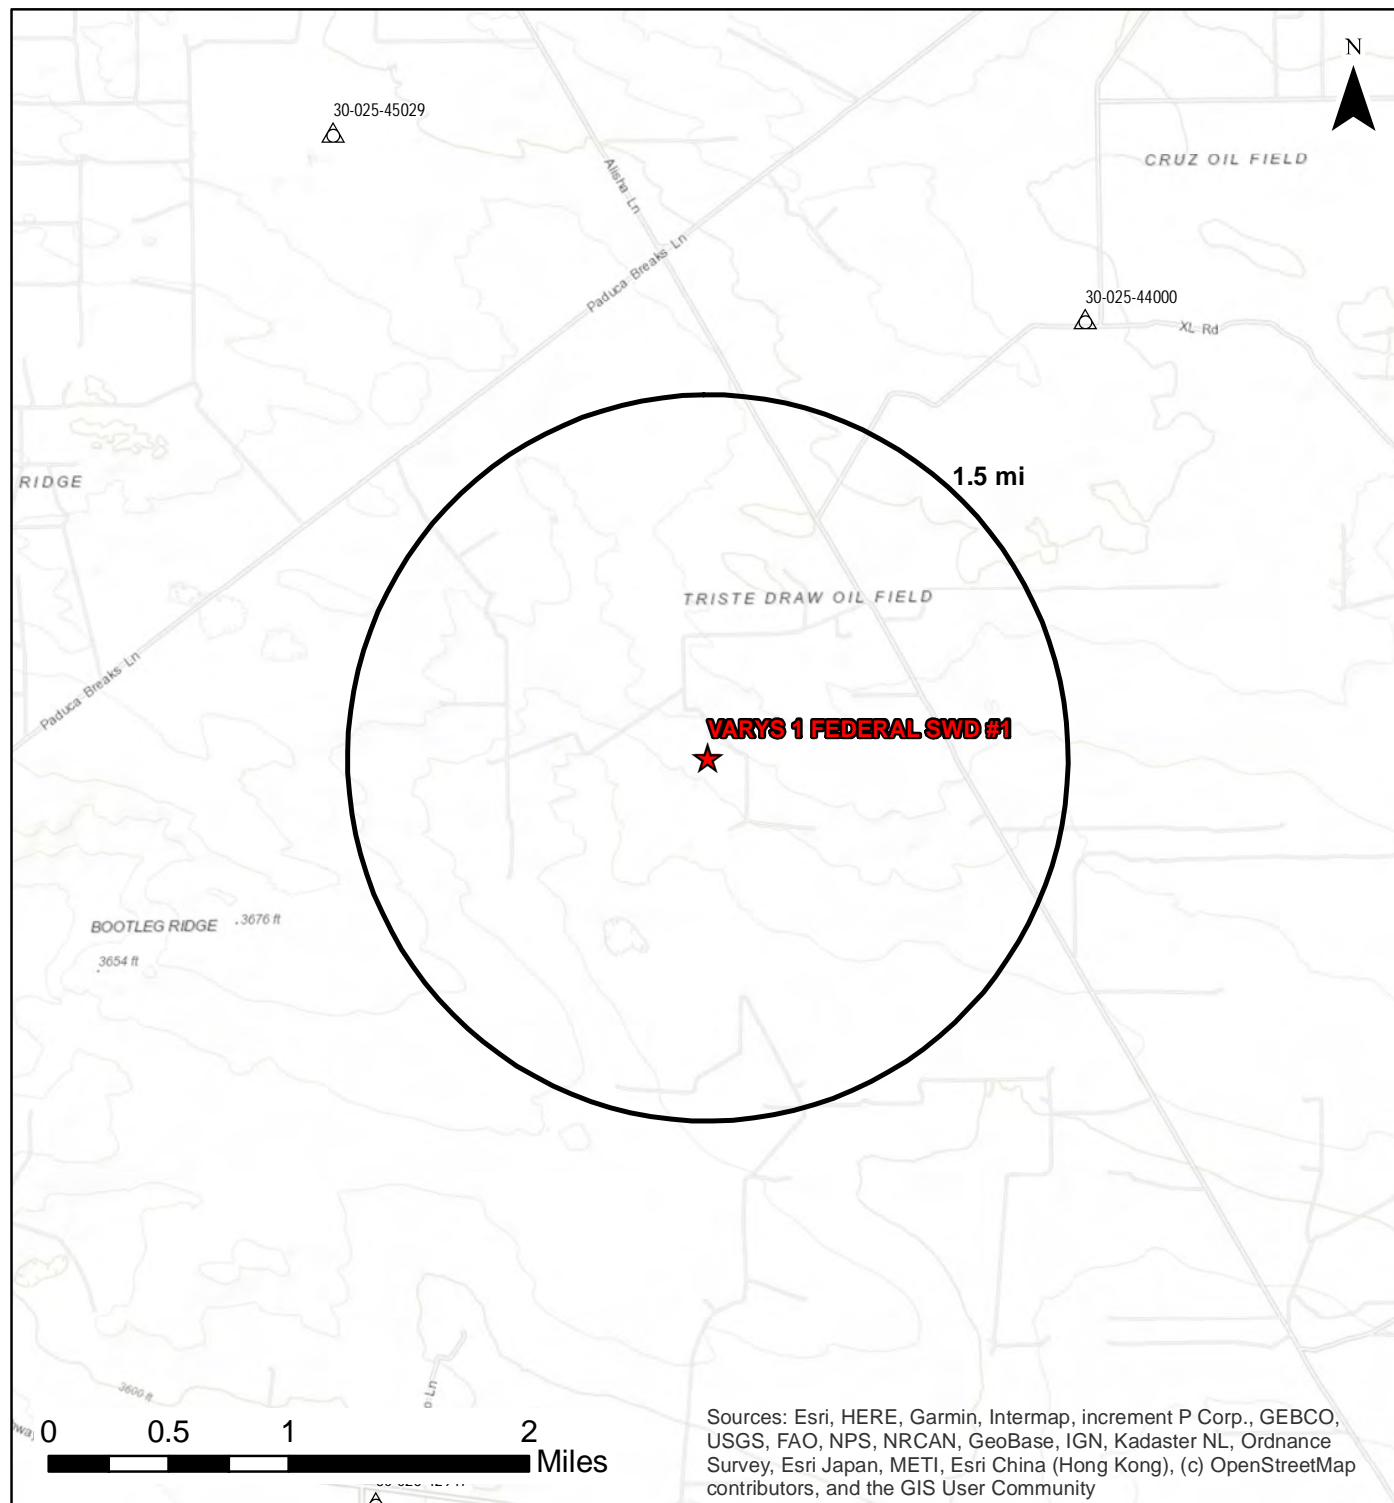 N
30-025-45029
CRUZ OIL FIELD
Alisha Ln
Paduca Breaks Ln
30-025-44000
XL Rd
1.5 mi
RIDGE
TRISTE DRAW OIL FIELD
Paduca Breaks Ln
VARYS 1 FEDERAL SWD #1
BOOTLEG RIDGE
3676 ft
3654 ft
3600 ft
Ln
0 0.5 1 2
Miles
Sources: Esri, HERE, Garmin, Intermap, increment P Corp., GEBCO,
USGS, FAO, NPS, NRCAN, GeoBase, IGN, Kadaster NL, Ordnance
Survey, Esri Japan, METI, Esri China (Hong Kong), (c) OpenStreetMap
contributors, and the GIS User Community